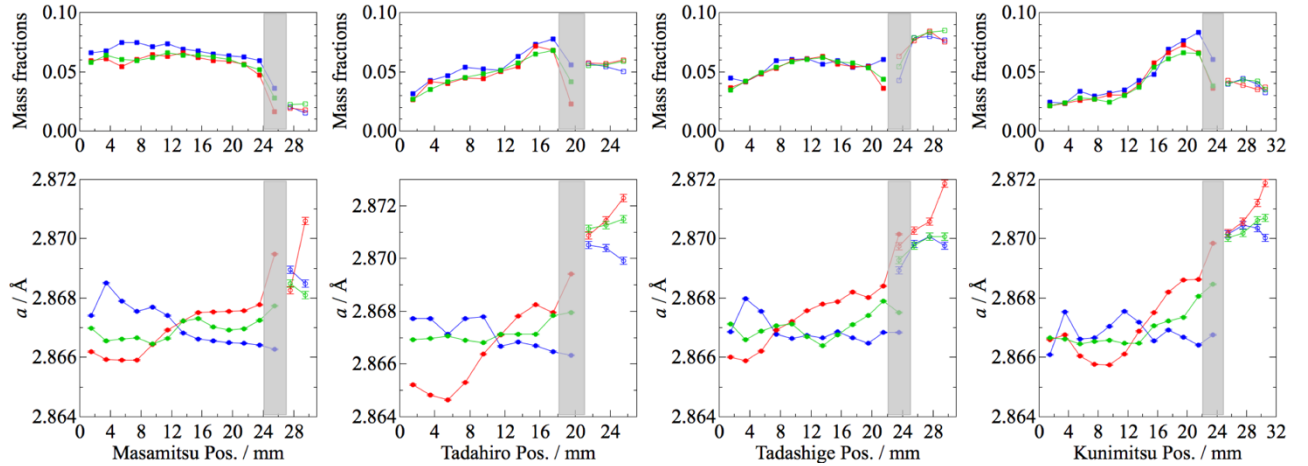 Mass fractions Mass fractions Mass fractions Mass fractions
0.10 0.10 0.10 0.10
0.05 0.05 0.05 0.05
0.00 0.00 0.00 0.00
0 4 8 12 16 20 24 28 0 4 8 12 16 20 24 28 0 4 8 12 16 20 24 28 0 4 8 12 16 20 24 28 32
a / Å a / Å a / Å a / Å
2.872 2.872 2.872 2.872
2.870 2.870 2.870 2.870
2.868 2.868 2.868 2.868
2.866 2.866 2.866 2.866
2.864 2.864 2.864 2.864
0 4 8 12 16 20 24 28 0 4 8 12 16 20 24 28 0 4 8 12 16 20 24 28 0 4 8 12 16 20 24 28 32
Masamitsu Pos. / mm Tadahiro Pos. / mm Tadashige Pos. / mm Kunimitsu Pos. / mm